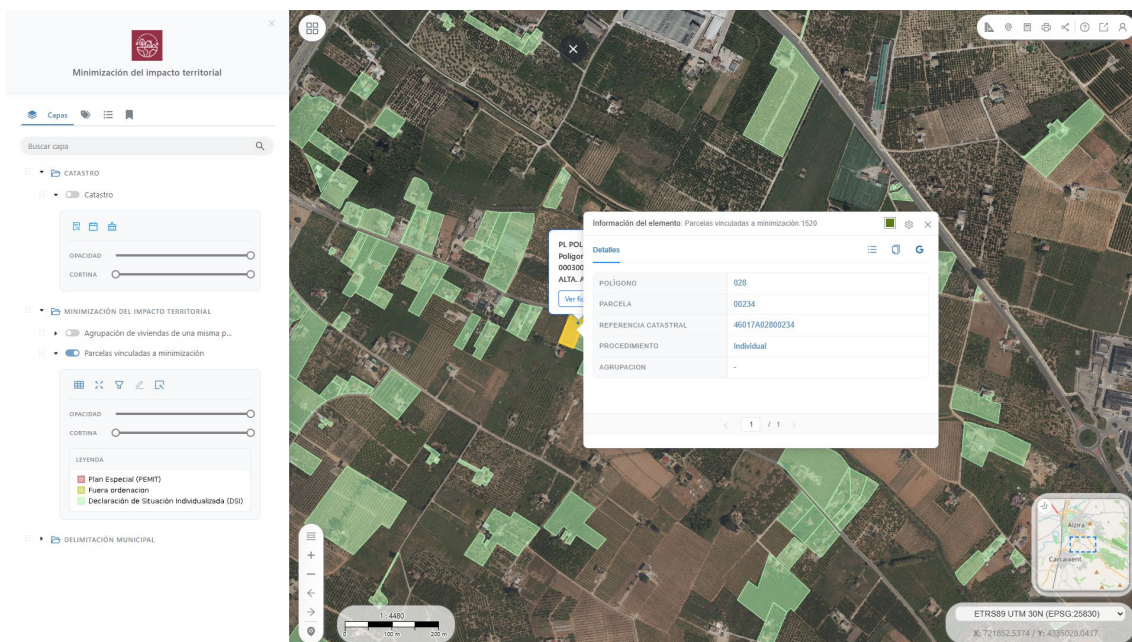 Minimización del impacto territorial
Capas
Buscar capa
CATASTRO
Catastro
OPACIDAD
CORTINA
MINIMIZACIÓN DEL IMPACTO TERRITORIAL
Agrupación de viviendas de una misma p...
Parcelas vinculadas a minimización
OPACIDAD
CORTINA
LEYENDA
Plan Especial (PEMIT)
Fuera ordenacion
Declaración de Situación Individualizada (DSI)
DELIMITACIÓN MUNICIPAL
PL POL
Polígon
000300
ALTA. A
Ver fic
Información del elemento: Parcelas vinculadas a minimización.1520
Detalles
G
POLÍGONO 028
PARCELA 00234
REFERENCIA CATASTRAL 46017A02800234
PROCEDIMIENTO Individual
AGRUPACION -
1 / 1
Alzira
Carcaixent
1 : 4480
0 100 m 200 m
ETRS89 UTM 30N (EPSG:25830)
X: 721852.5374 / Y: 4335028.0437